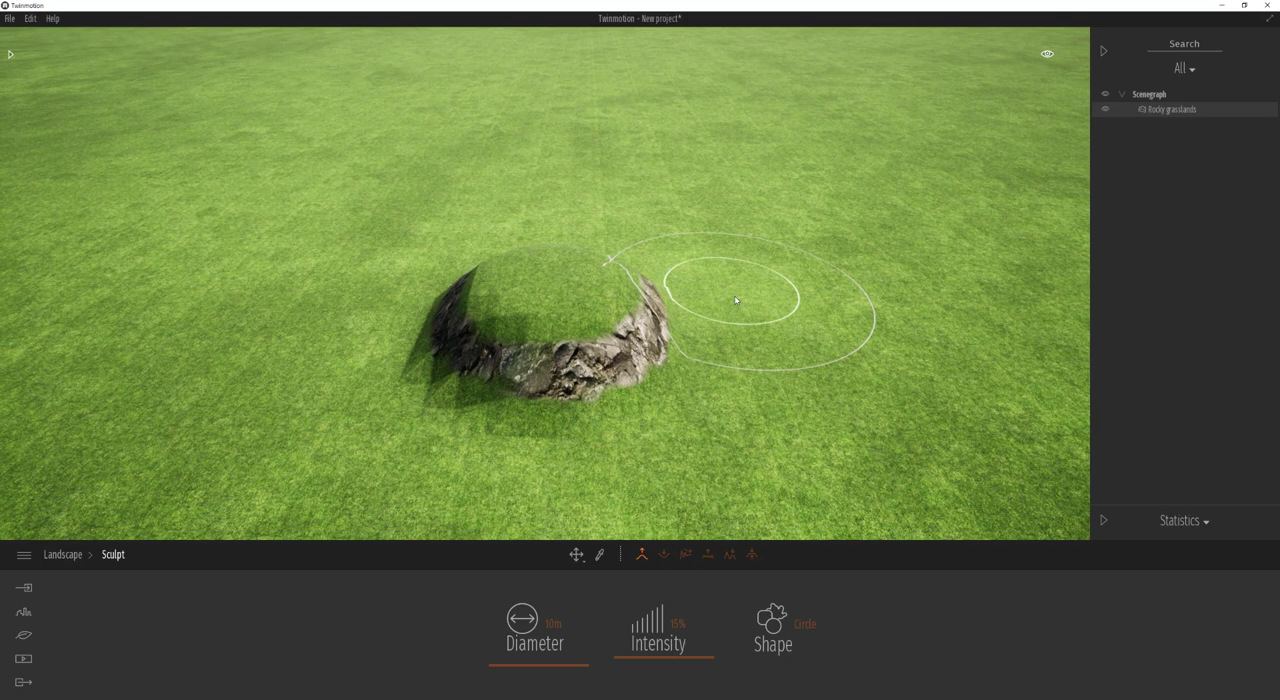 Twinmotion
File Edit Help
Twinmotion - New project*
Search
All
Scenegraph
Rocky grasslands
Statistics
Landscape > Sculpt
10m
Diameter
15%
Intensity
Circle
Shape